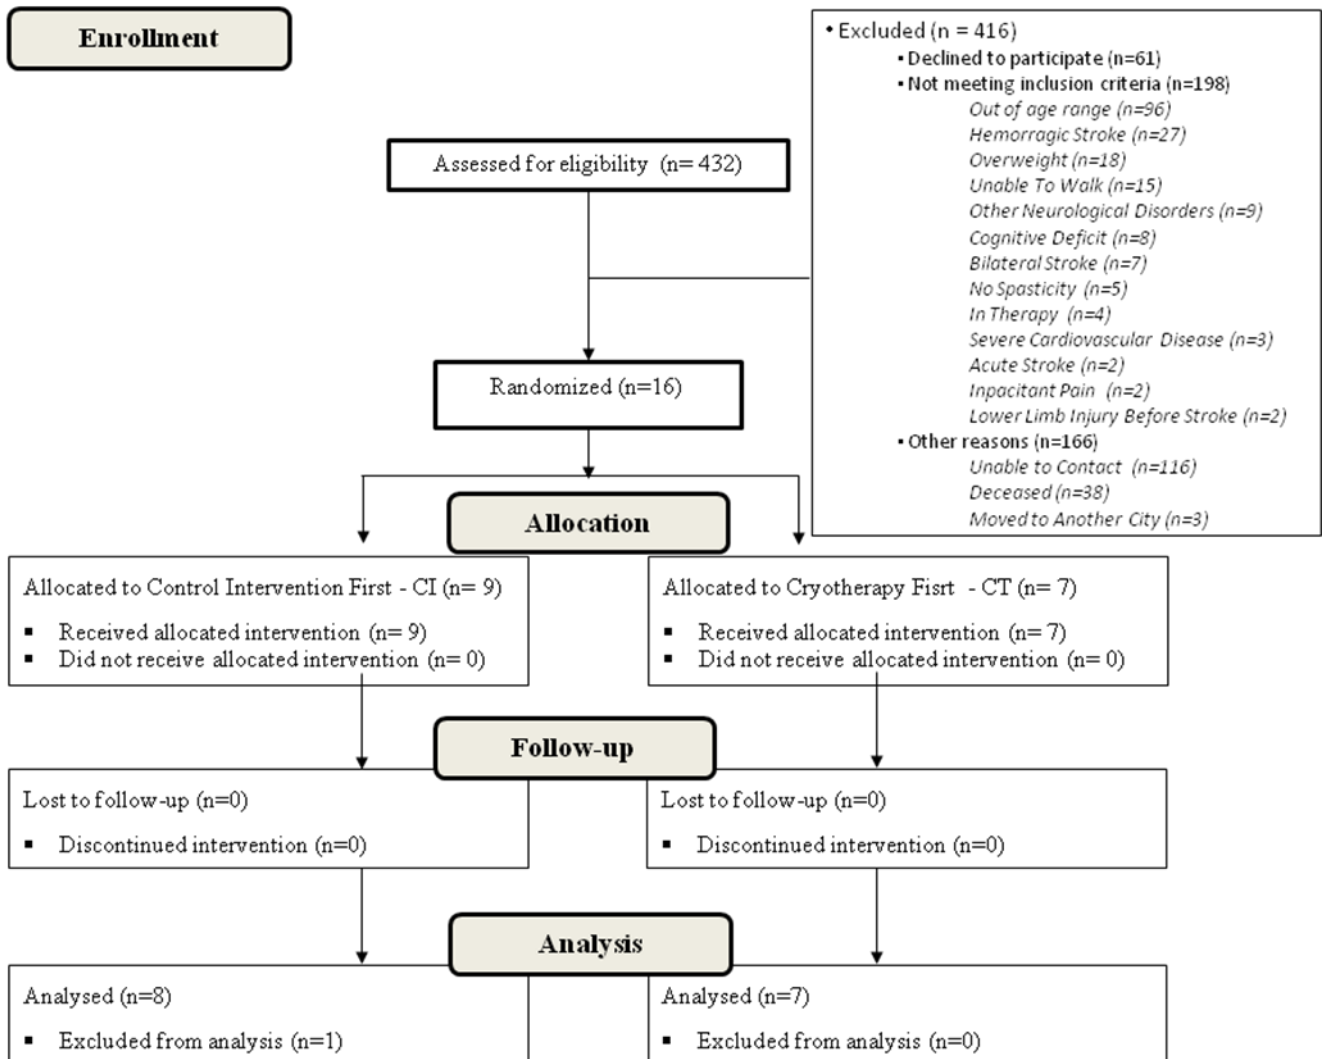 Enrollment
• Excluded (n = 416)
▪ Declined to participate (n=61)
▪ Not meeting inclusion criteria (n=198)
Out of age range (n=96)
Hemorragic Stroke (n=27)
Overweight (n=18)
Unable To Walk (n=15)
Other Neurological Disorders (n=9)
Cognitive Deficit (n=8)
Bilateral Stroke (n=7)
No Spasticity (n=5)
In Therapy (n=4)
Severe Cardiovascular Disease (n=3)
Acute Stroke (n=2)
Inpacitant Pain (n=2)
Lower Limb Injury Before Stroke (n=2)
▪ Other reasons (n=166)
Unable to Contact (n=116)
Deceased (n=38)
Moved to Another City (n=3)
Assessed for eligibility (n= 432)
Randomized (n=16)
Allocation
Allocated to Control Intervention First - CI (n= 9)
▪ Received allocated intervention (n= 9)
▪ Did not receive allocated intervention (n= 0)
Allocated to Cryotherapy Fisrt - CT (n= 7)
▪ Received allocated intervention (n= 7)
▪ Did not receive allocated intervention (n= 0)
Follow-up
Lost to follow-up (n=0)
▪ Discontinued intervention (n=0)
Lost to follow-up (n=0)
▪ Discontinued intervention (n=0)
Analysis
Analysed (n=8)
▪ Excluded from analysis (n=1)
Analysed (n=7)
▪ Excluded from analysis (n=0)